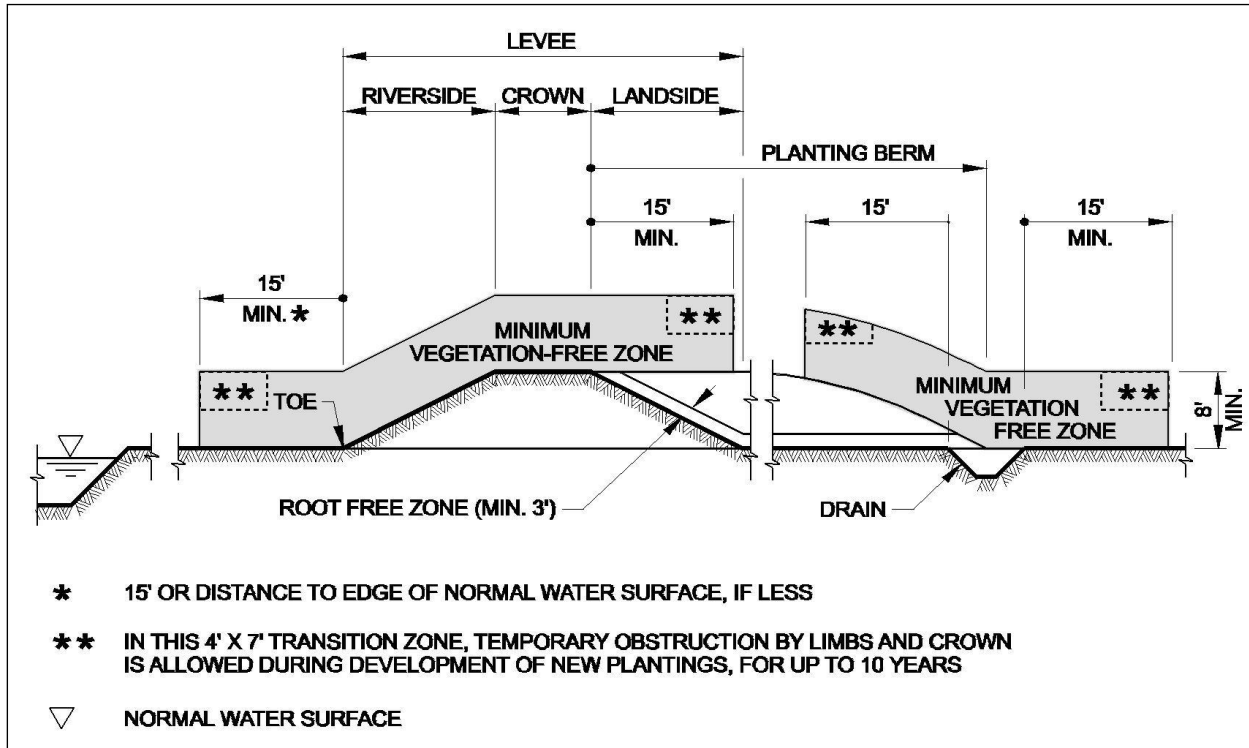 LEVEE
RIVERSIDE CROWN LANDSIDE
PLANTING BERM
15'
MIN.
15'
15'
MIN.
15'
MIN. *
**
**
**
**
MINIMUM
VEGETATION-FREE ZONE
MINIMUM
VEGETATION
FREE ZONE
8'
MIN.
TOE
ROOT FREE ZONE (MIN. 3')
DRAIN
* 15' OR DISTANCE TO EDGE OF NORMAL WATER SURFACE, IF LESS
** IN THIS 4' X 7' TRANSITION ZONE, TEMPORARY OBSTRUCTION BY LIMBS AND CROWN
IS ALLOWED DURING DEVELOPMENT OF NEW PLANTINGS, FOR UP TO 10 YEARS
NORMAL WATER SURFACE